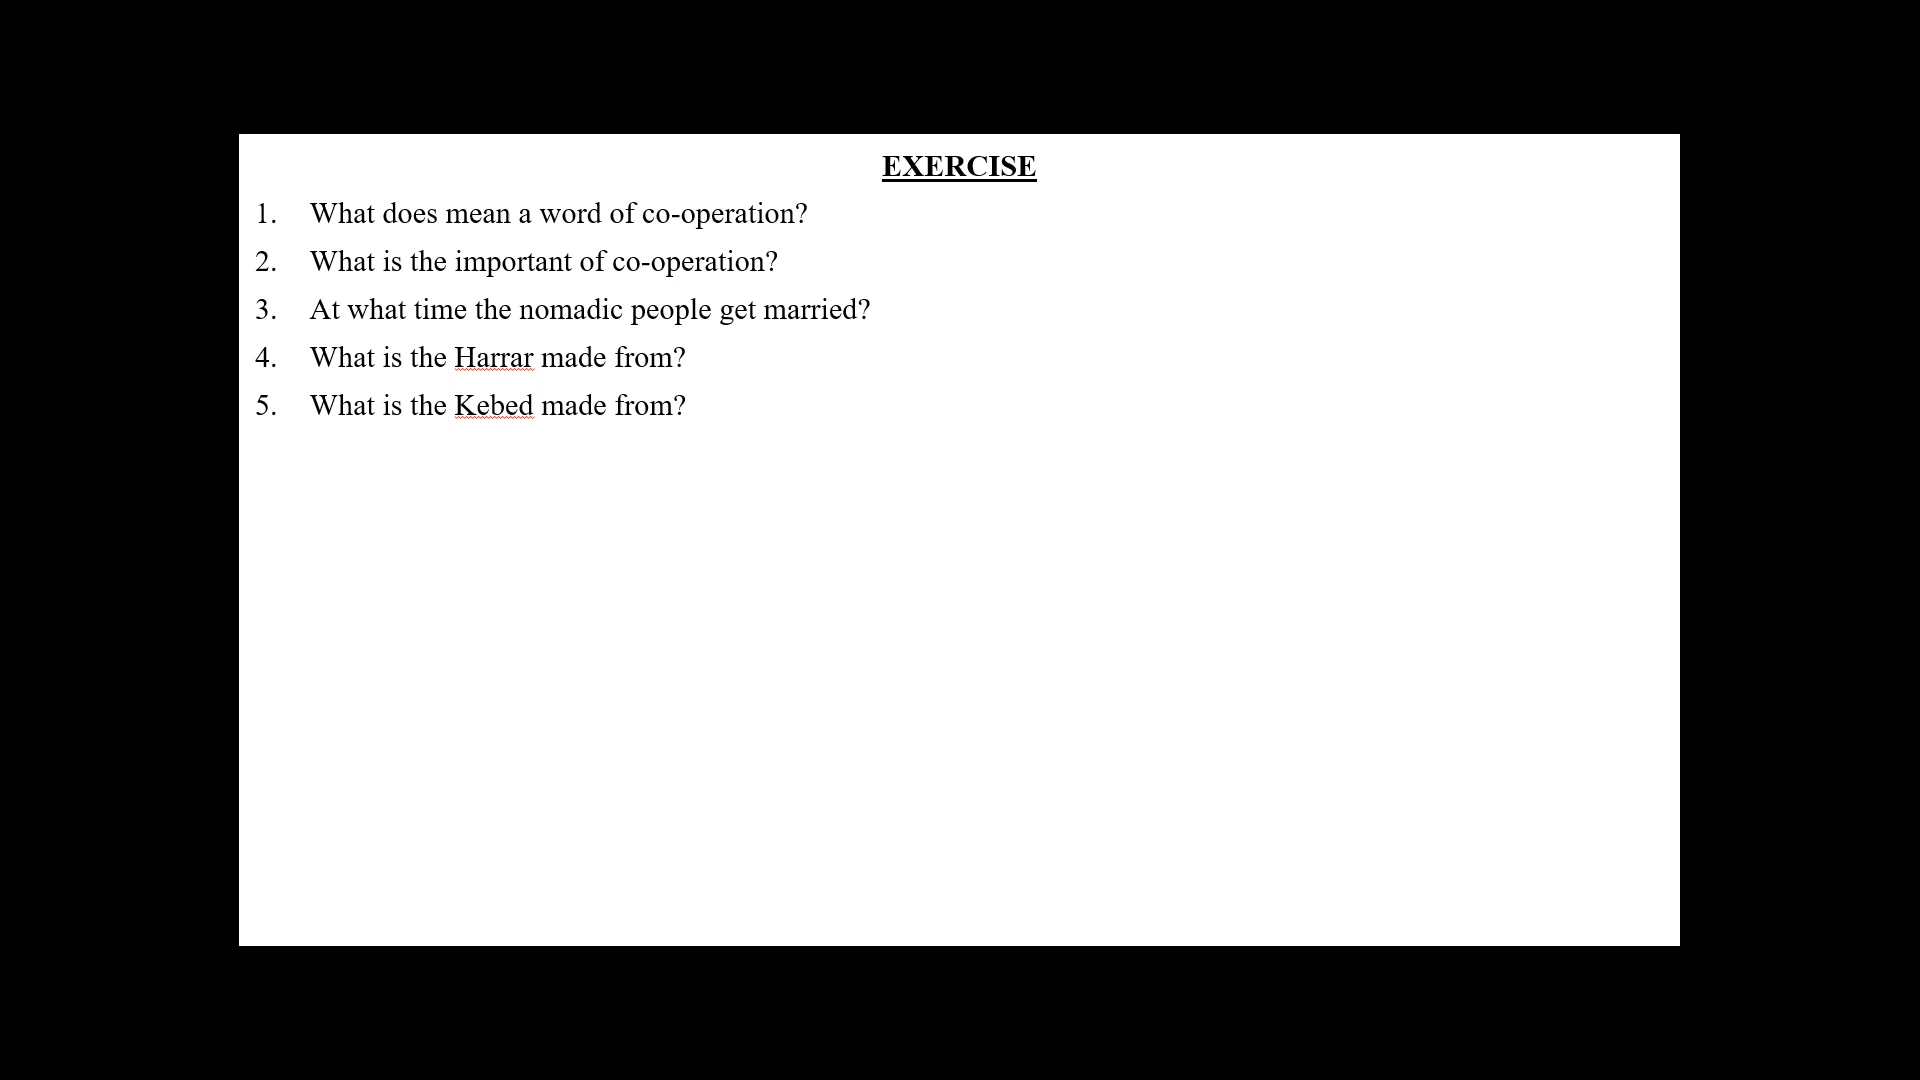 EXERCISE
1. What does mean a word of co-operation?
2. What is the important of co-operation?
3. At what time the nomadic people get married?
4. What is the Harrar made from?
5. What is the Kebed made from?